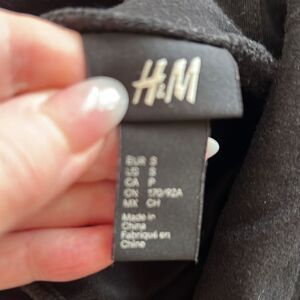 H&M
EUR S
US S
CA P
CN 170/92A
MX CH
Made in
China
Fabriqué en
Chine